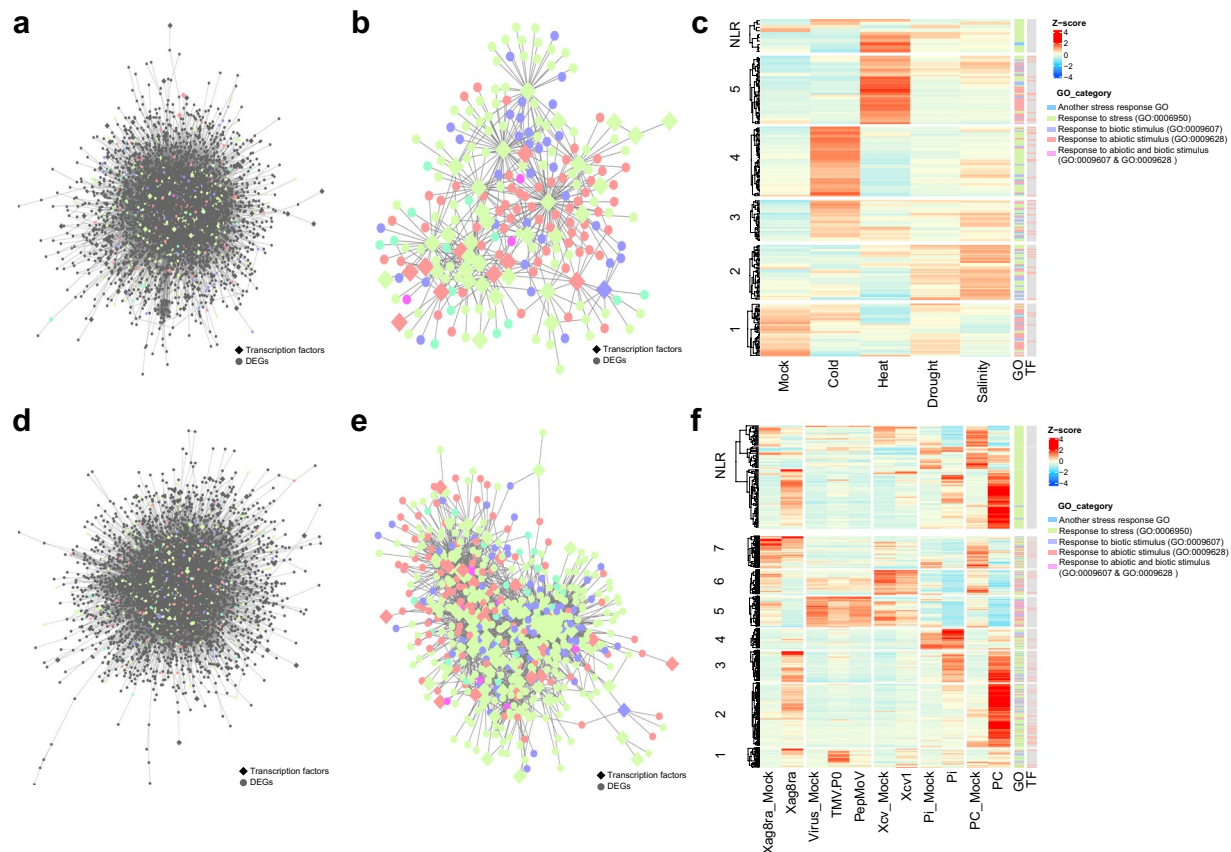 a
◆ Transcription factors
● DEGs
b
◆ Transcription factors
● DEGs
c
NLR
5
4
3
2
1
Mock
Cold
Heat
Drought
Salinity
GO
TF
Z-score
4
2
0
−2
−4
GO_category
Another stress response GO
Response to stress (GO:0006950)
Response to biotic stimulus (GO:0009607)
Response to abiotic stimulus (GO:0009628)
Response to abiotic and biotic stimulus
(GO:0009607 & GO:0009628 )
d
◆ Transcription factors
● DEGs
e
◆ Transcription factors
● DEGs
f
NLR
7
6
5
4
3
2
1
Xag8ra_Mock
Xag8ra
Virus_Mock
TMV.P0
PepMoV
Xcv_Mock
Xcv1
Pi_Mock
Pi
PC_Mock
PC
GO
TF
Z-score
4
2
0
−2
−4
GO_category
Another stress response GO
Response to stress (GO:0006950)
Response to biotic stimulus (GO:0009607)
Response to abiotic stimulus (GO:0009628)
Response to abiotic and biotic stimulus
(GO:0009607 & GO:0009628 )